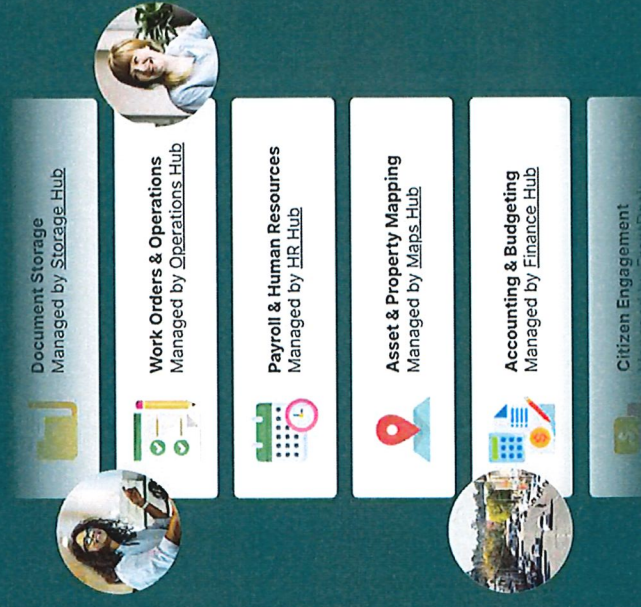 Document Storage
Managed by Storage Hub
Work Orders & Operations
Managed by Operations Hub
Payroll & Human Resources
Managed by HR Hub
Asset & Property Mapping
Managed by Maps Hub
Accounting & Budgeting
Managed by Finance Hub
Citizen Engagement